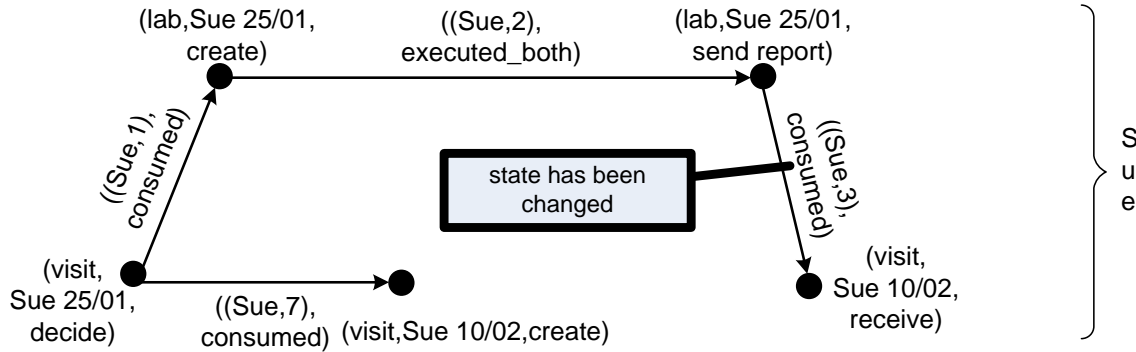 (lab,Sue 25/01,
create)
((Sue,2),
executed_both)
(lab,Sue 25/01,
send report)
((Sue,1),
consumed)
state has been
changed
((Sue,3),
consumed)
(visit,
Sue 25/01,
decide)
((Sue,7),
consumed)
(visit,Sue 10/02,create)
(visit,
Sue 10/02,
receive)
S
u
e